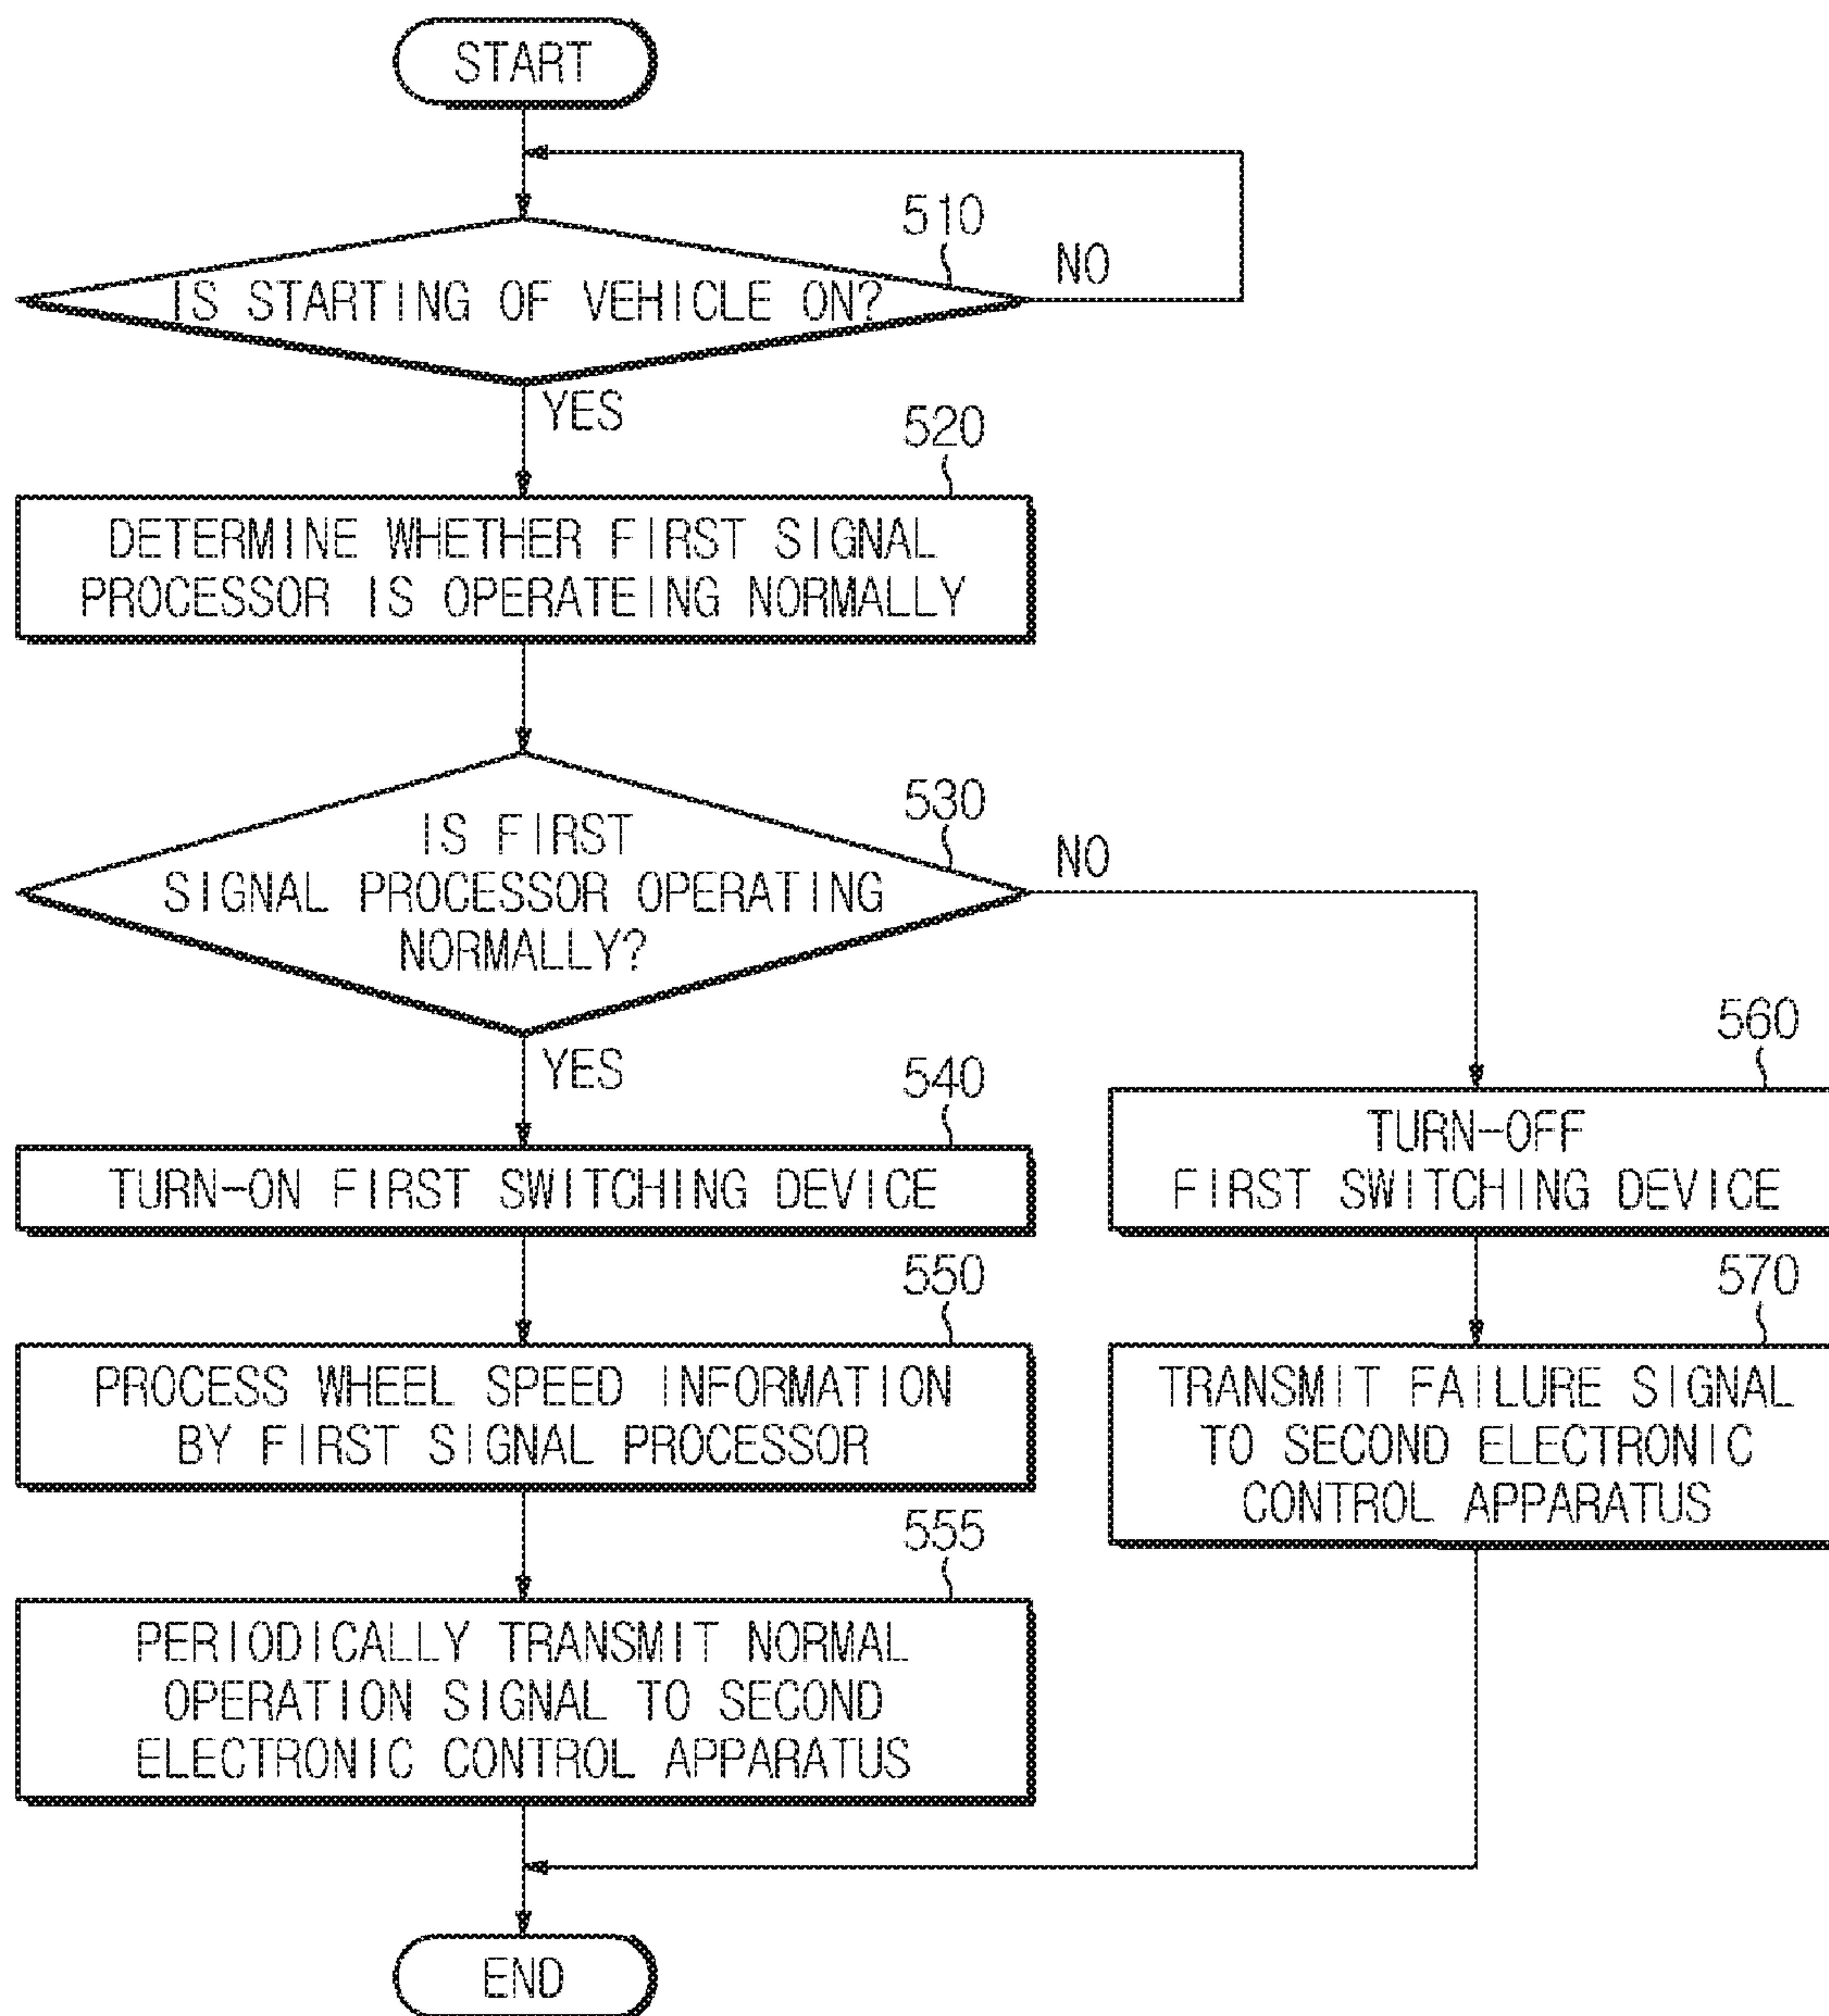 START
510
IS STARTING OF VEHICLE ON?
NO
YES
520
DETERMINE WHETHER FIRST SIGNAL
PROCESSOR IS OPERATEING NORMALLY
530
IS FIRST
SIGNAL PROCESSOR OPERATING
NORMALLY?
NO
YES
540
TURN-ON FIRST SWITCHING DEVICE
560
TURN-OFF
FIRST SWITCHING DEVICE
550
PROCESS WHEEL SPEED INFORMATION
BY FIRST SIGNAL PROCESSOR
570
TRANSMIT FAILURE SIGNAL
TO SECOND ELECTRONIC
CONTROL APPARATUS
555
PERIODICALLY TRANSMIT NORMAL
OPERATION SIGNAL TO SECOND
ELECTRONIC CONTROL APPARATUS
END